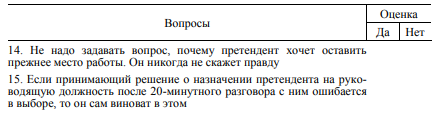 Вопросы
Оценка
Да Нет
14. Не надо задавать вопрос, почему претендент хочет оставить
прежнее место работы. Он никогда не скажет правду
15. Если принимающий решение о назначении претендента на руко-
водящую должность после 20-минутного разговора с ним ошибается
в выборе, то он сам виноват в этом